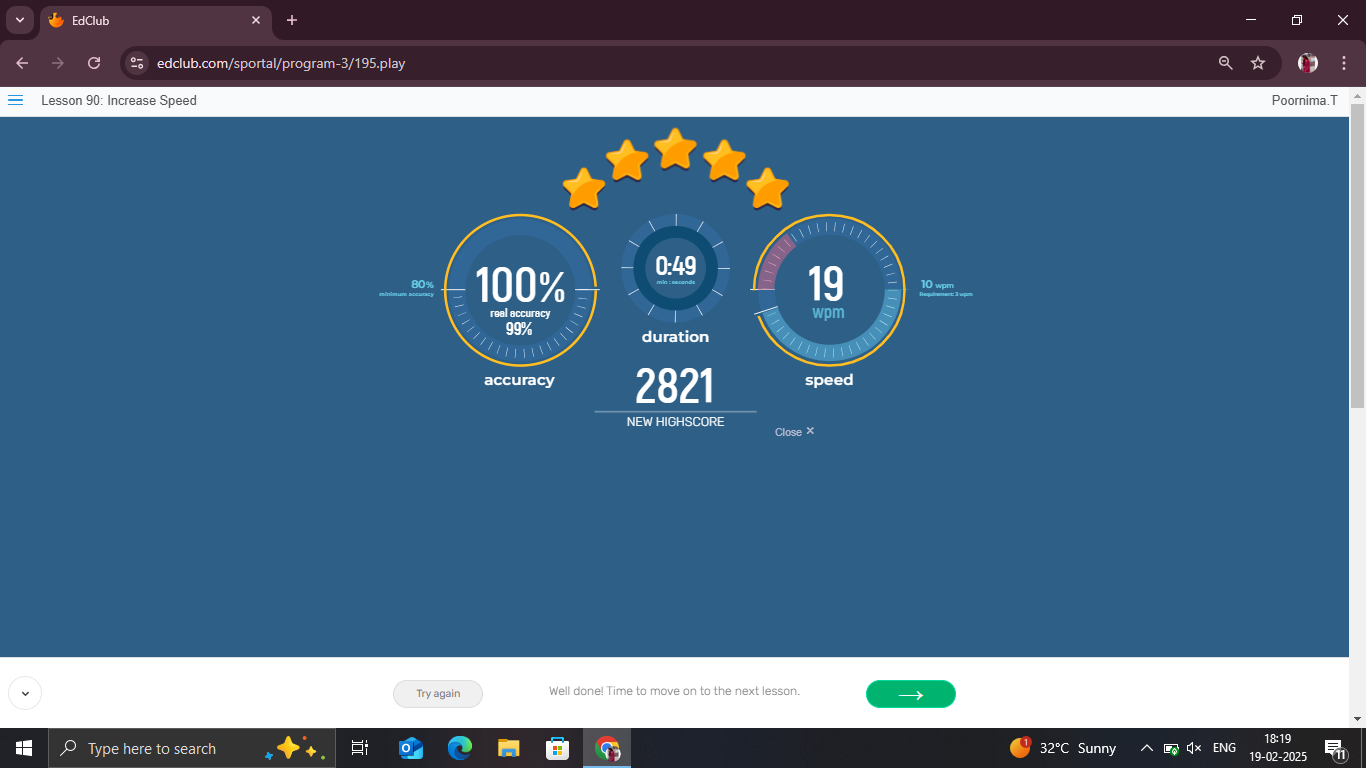 EdClub
edclub.com/sportal/program-3/195.play
Lesson 90: Increase Speed
Poornima.T
80%
minimum accuracy
100%
real accuracy
99%
accuracy
0:49
min : seconds
duration
19
wpm
speed
10 wpm
Requirement: 3 wpm
2821
NEW HIGHSCORE
Close ×
Try again
Well done! Time to move on to the next lesson.
Type here to search
1
32°C Sunny
ENG
18:19
19-02-2025
11